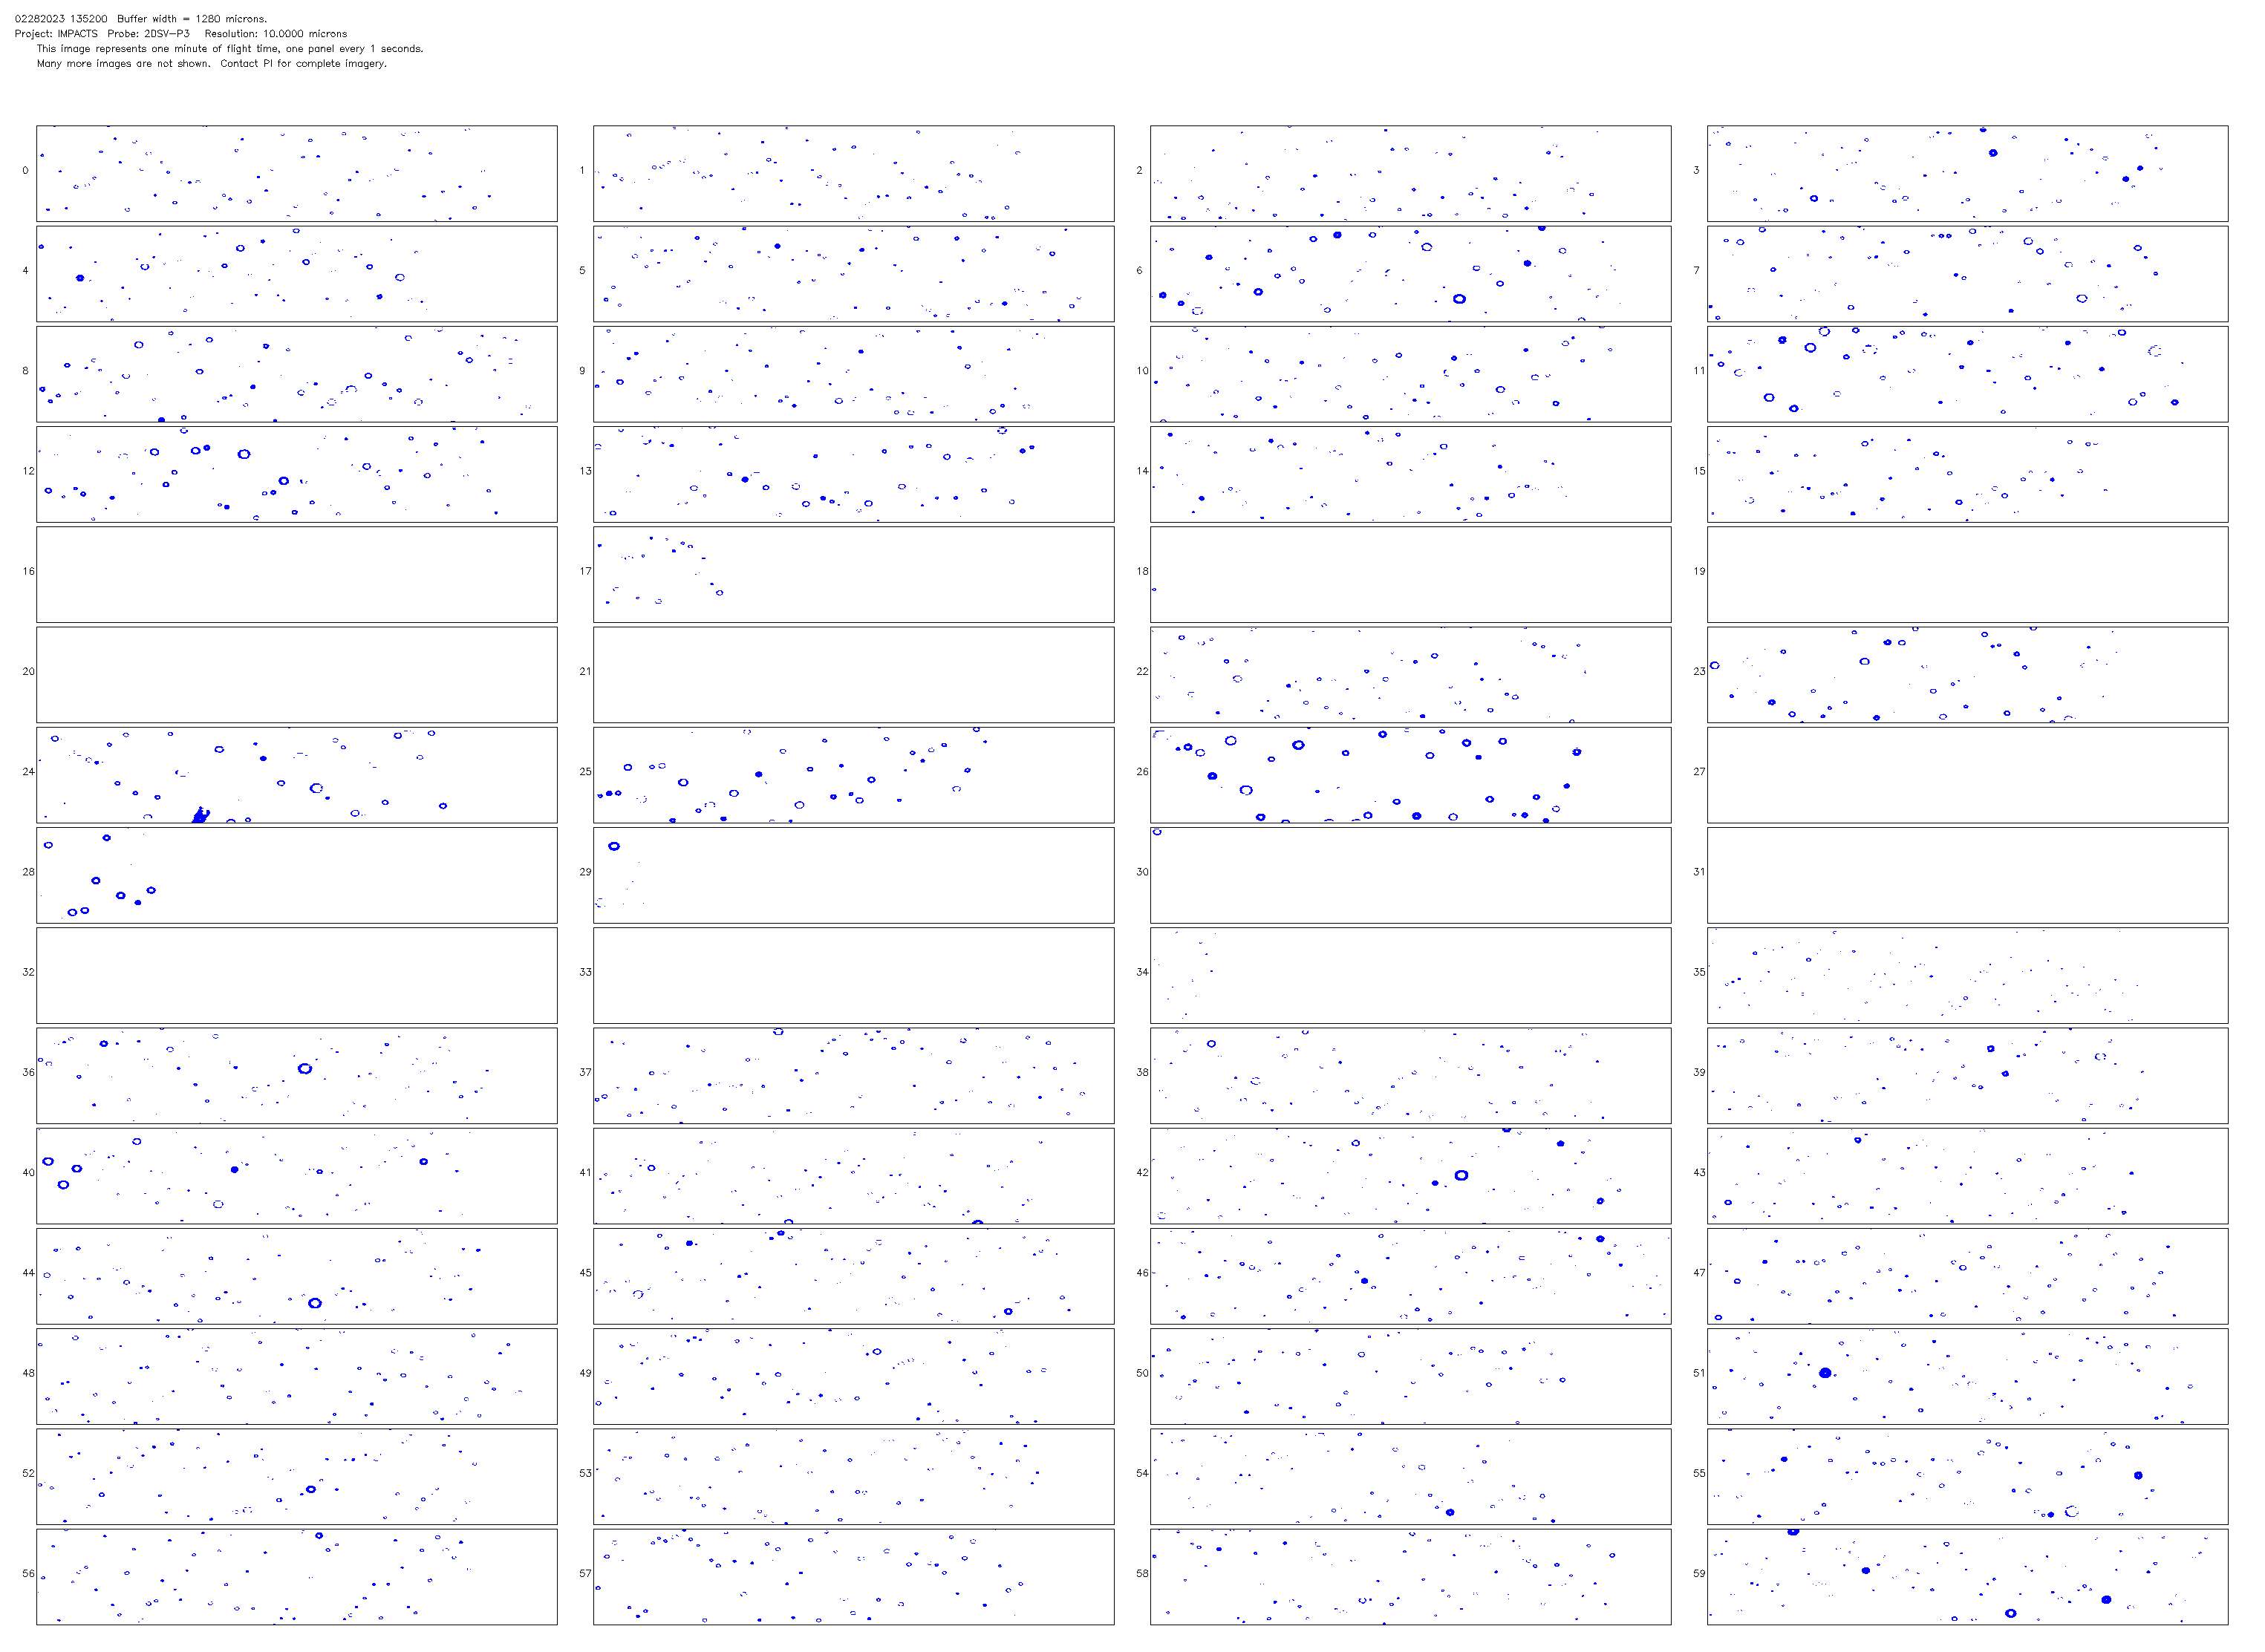 02282023 135200 Buffer width = 1280 microns.
Project: IMPACTS Probe: 2DSV-P3 Resolution: 10.0000 microns
This image represents one minute of flight time, one panel every 1 seconds.
Many more images are not shown. Contact PI for complete imagery.
0 1 2 3
4 5 6 7
8 9 10 11
12 13 14 15
16 17 18 19
20 21 22 23
24 25 26 27
28 29 30 31
32 33 34 35
36 37 38 39
40 41 42 43
44 45 46 47
48 49 50 51
52 53 54 55
56 57 58 59